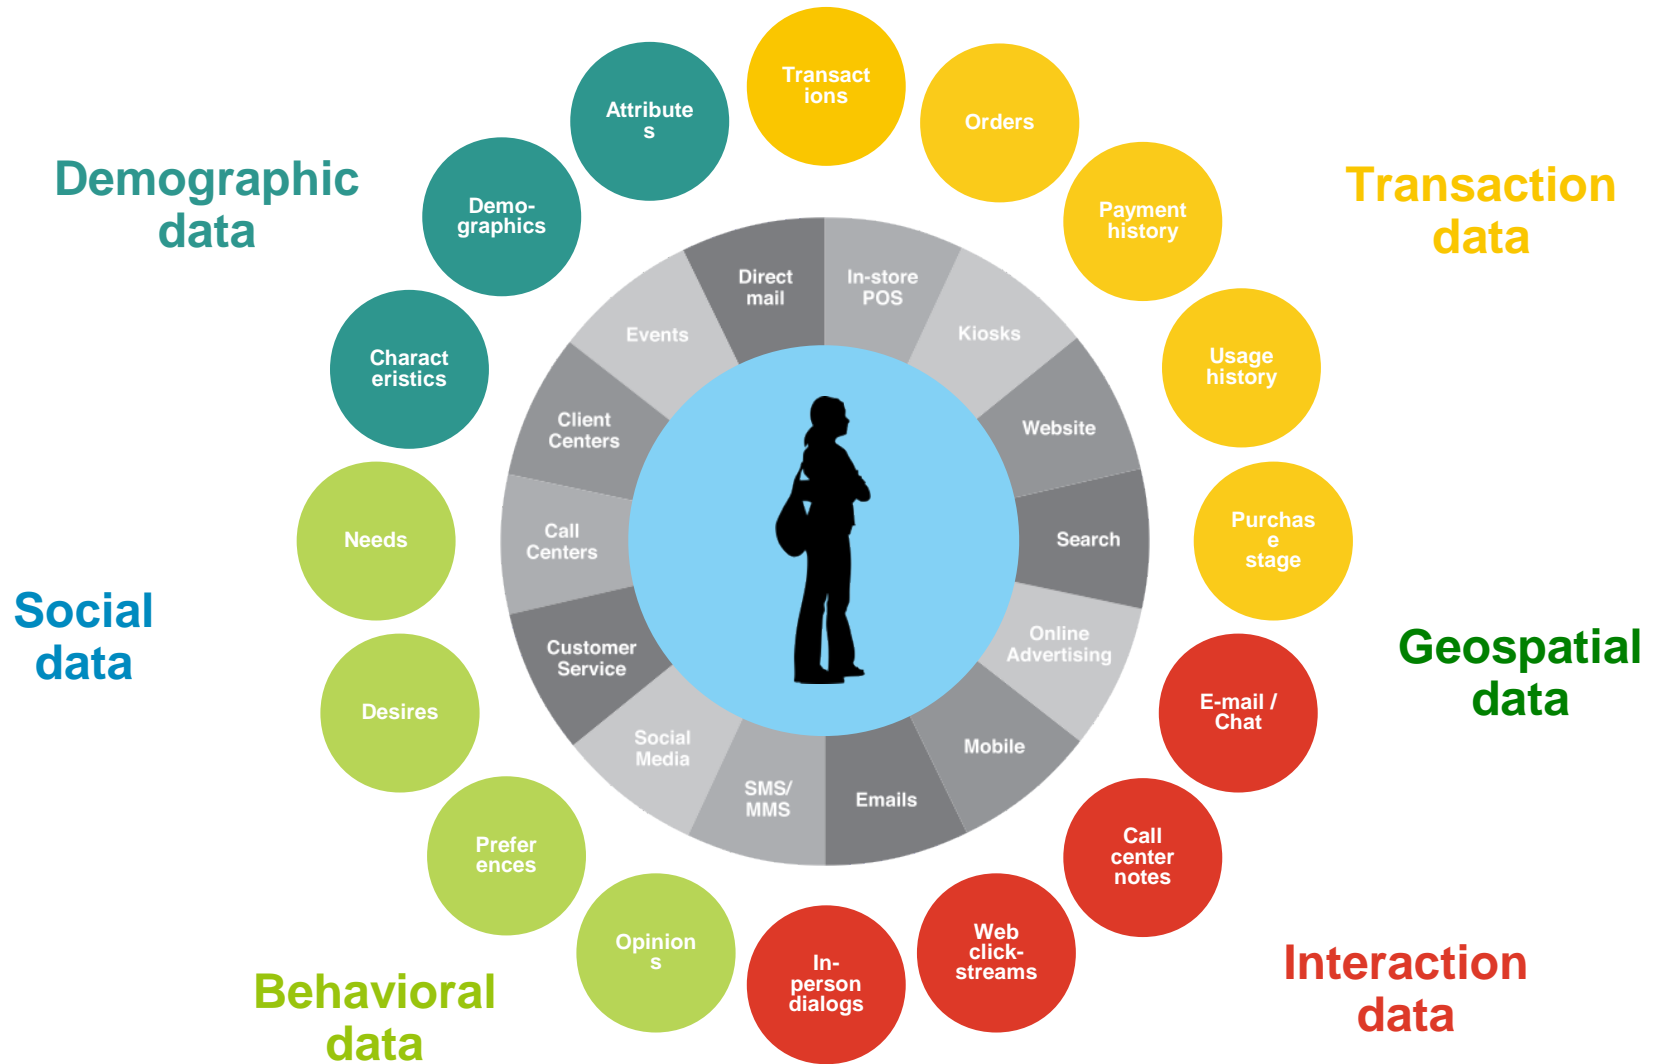 Transact
ions
Orders
Payment
history
Usage
history
Purchas
e
stage
E-mail /
Chat
Call
center
notes
Web
click-
streams
In-
person
dialogs
Opinion
s
Prefer
ences
Desires
Needs
Charact
eristics
Demo-
graphics
Attribute
s
Demographic
data
Transaction
data
Social
data
Geospatial
data
Behavioral
data
Interaction
data
Direct
mail
In-store
POS
Kiosks
Website
Search
Online
Advertising
Mobile
Emails
SMS/
MMS
Social
Media
Customer
Service
Call
Centers
Client
Centers
Events